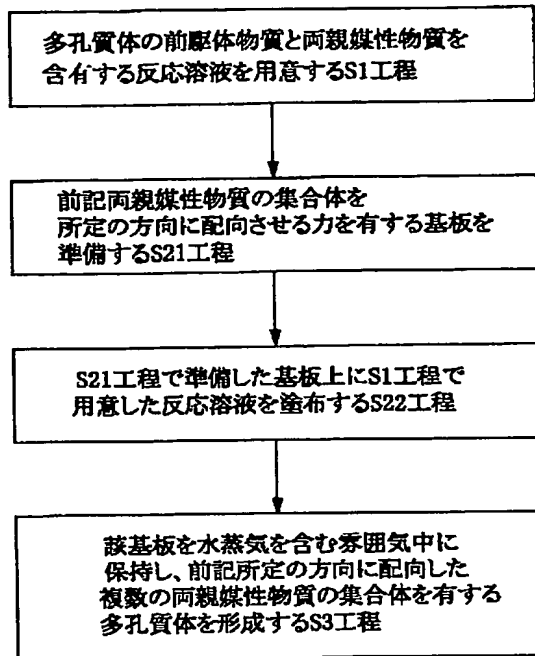 多孔質体の前駆体物質と両親媒性物質を
含有する反応溶液を用意するS1工程
前記両親媒性物質の集合体を
所定の方向に配向させる力を有する基板を
準備するS21工程
S21工程で準備した基板上にS1工程で
用意した反応溶液を塗布するS22工程
該基板を水蒸気を含む雰囲気中に
保持し、前記所定の方向に配向した
複数の両親媒性物質の集合体を有する
多孔質体を形成するS3工程